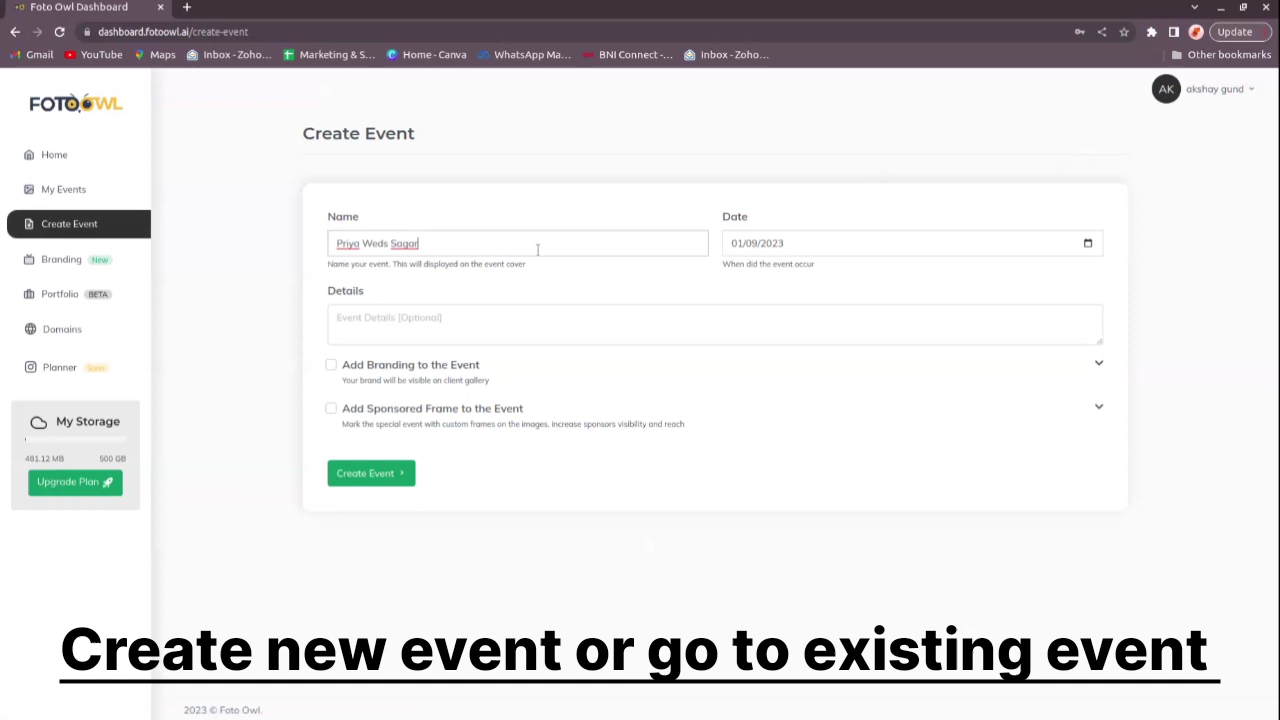 Foto Owl Dashboard
dashboard.fotoowl.ai/create-event
Update
Gmail
YouTube
Maps
Inbox - Zoho...
Marketing & S...
Home - Canva
WhatsApp Ma...
BNI Connect -...
Inbox - Zoho...
Other bookmarks
FOTO OWL
AK
akshay gund
Home
My Events
Create Event
Branding New
Portfolio BETA
Domains
Planner Soon
My Storage
481.12 MB 500 GB
Upgrade Plan
Create Event
Name
Priya Weds Sagar
Name your event. This will displayed on the event cover
Date
01/09/2023
When did the event occur
Details
Event Details [Optional]
Add Branding to the Event
Your brand will be visible on client gallery
Add Sponsored Frame to the Event
Mark the special event with custom frames on the images, increase sponsors visibility and reach
Create Event
Create new event or go to existing event
2023 © Foto Owl.